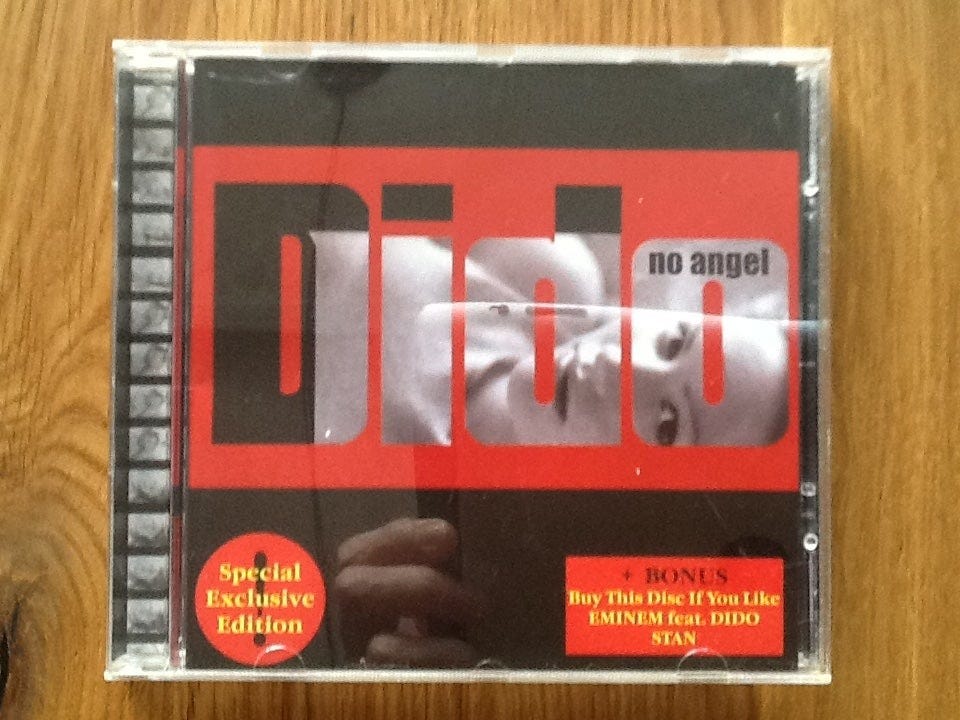 Dido
no angel
Special
Exclusive
Edition
+ BONUS
Buy This Disc If You Like
EMINEM feat. DIDO
STAN